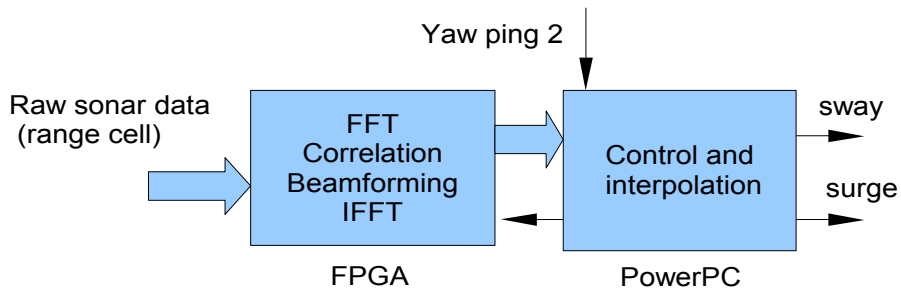 Yaw ping 2
Raw sonar data
(range cell)
FFT
Correlation
Beamforming
IFFT
Control and
interpolation
sway
surge
FPGA
PowerPC